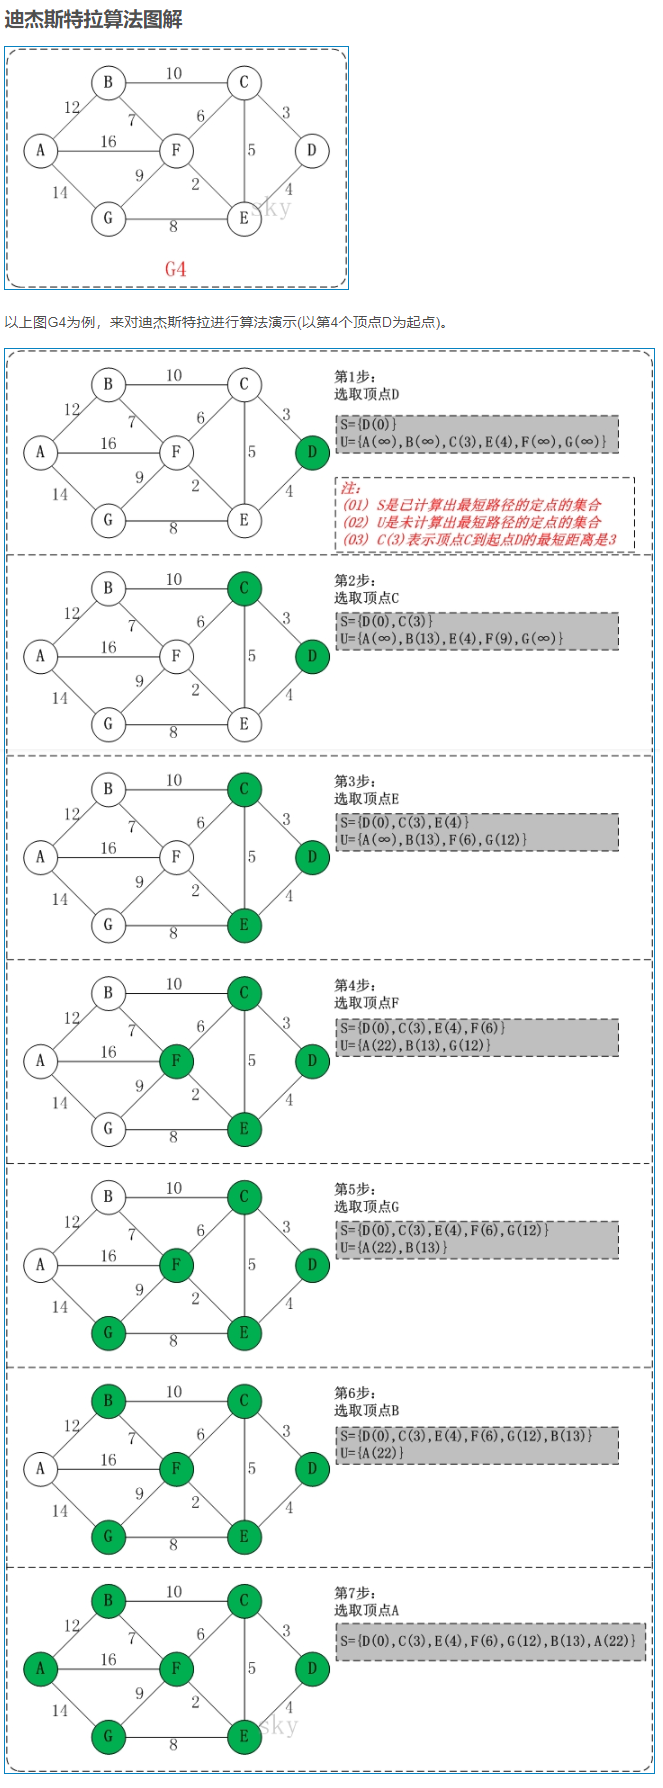 迪杰斯特拉算法图解
B 10 C
12 7 6 3
A 16 F 5 D
14 9 2 4
G 8 E sky
G4
以上图G4为例，来对迪杰斯特拉进行算法演示(以第4个顶点D为起点)。
B 10 C
12 7 6 3
A 16 F 5 D
14 9 2 4
G 8 E
第1步：
选取顶点D
S={D(0)}
U={A(∞),B(∞),C(3),E(4),F(∞),G(∞)}
注：
(01) S是已计算出最短路径的定点的集合
(02) U是未计算出最短路径的定点的集合
(03) C(3)表示顶点C到起点D的最短距离是3
B 10 C
12 7 6 3
A 16 F 5 D
14 9 2 4
G 8 E
第2步：
选取顶点C
S={D(0),C(3)}
U={A(∞),B(13),E(4),F(9),G(∞)}
B 10 C
12 7 6 3
A 16 F 5 D
14 9 2 4
G 8 E
第3步：
选取顶点E
S={D(0),C(3),E(4)}
U={A(∞),B(13),F(6),G(12)}
B 10 C
12 7 6 3
A 16 F 5 D
14 9 2 4
G 8 E
第4步：
选取顶点F
S={D(0),C(3),E(4),F(6)}
U={A(22),B(13),G(12)}
B 10 C
12 7 6 3
A 16 F 5 D
14 9 2 4
G 8 E
第5步：
选取顶点G
S={D(0),C(3),E(4),F(6),G(12)}
U={A(22),B(13)}
B 10 C
12 7 6 3
A 16 F 5 D
14 9 2 4
G 8 E
第6步：
选取顶点B
S={D(0),C(3),E(4),F(6),G(12),B(13)}
U={A(22)}
B 10 C
12 7 6 3
A 16 F 5 D
14 9 2 4
G 8 E sky
第7步：
选取顶点A
S={D(0),C(3),E(4),F(6),G(12),B(13),A(22)}